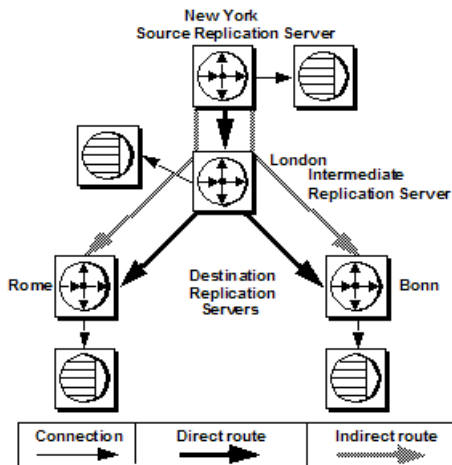 New York
Source Replication Server
London
Intermediate
Replication Server
Rome
Destination
Replication
Servers
Bonn
Connection
Direct route
Indirect route